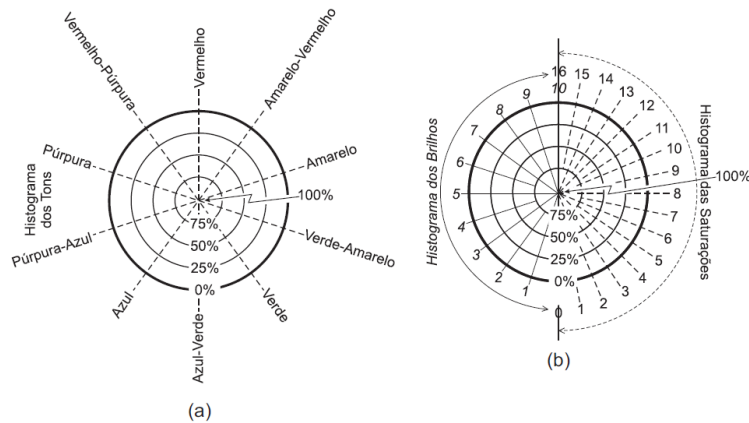 Vermelho
Vermelho-Púrpura
Amarelo-Vermelho
Púrpura
Amarelo
Histograma
dos Tons
100%
75%
50%
25%
0%
Púrpura-Azul
Verde-Amarelo
Azul
Verde
Azul-Verde
(a)
Histograma dos Brilhos
10
9
8
7
6
5
4
3
2
1
0
16
15
14
13
12
11
10
9
8
7
6
5
4
3
2
1
Histograma das Saturações
100%
75%
50%
25%
0%
(b)